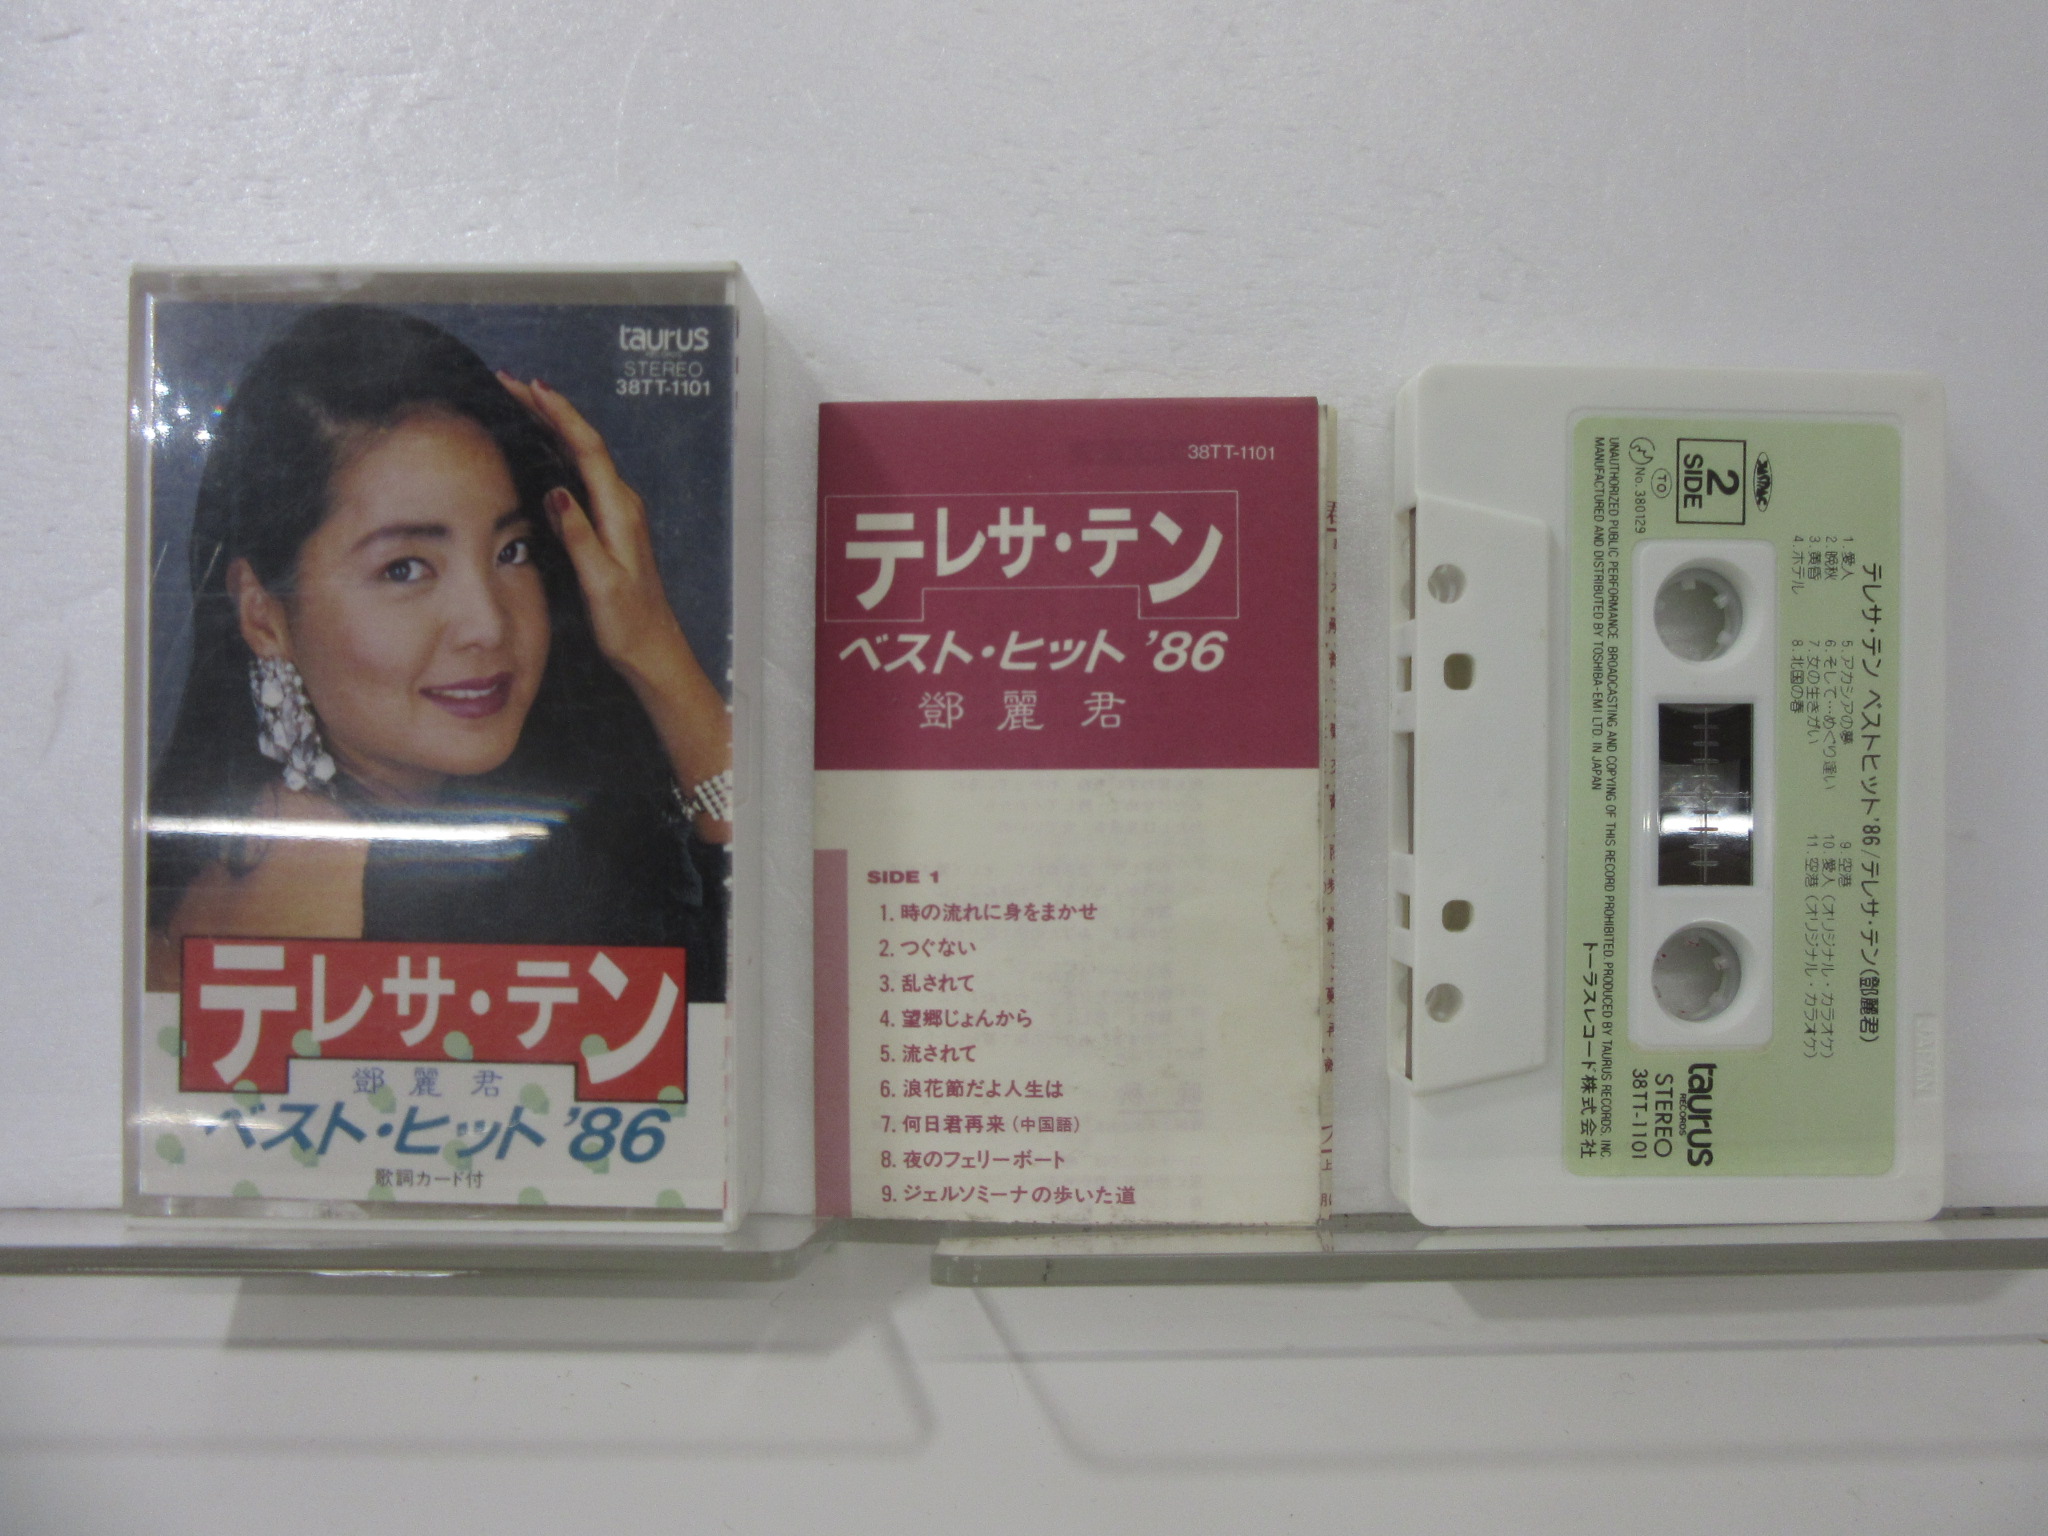 taurus
STEREO
38TT-1101
テレサ・テン
鄧麗君
ベスト・ヒット '86
歌詞カード付
38TT-1101
テレサ・テン
ベスト・ヒット '86
鄧麗君
SIDE 1
1. 時の流れに身をまかせ
2. つぐない
3. 乱されて
4. 望郷じょんから
5. 流されて
6. 浪花節だよ人生は
7. 何日君再来 (中国語)
8. 夜のフェリーボート
9. ジェルソミーナの歩いた道
テレサ・テン ベストヒット'86/テレサ・テン(鄧麗君)
1. 愛人
2. 晩秋
3. 黄昏
4. ホテル
5. アカシアの夢
6. そして…めぐり逢い
7. 女の生きがい
8. 北国の春
9. 空港
10. 愛人 (オリジナル・カラオケ)
11. 空港 (オリジナル・カラオケ)
2
SIDE
TO
No. 380129
taurus
RECORDS
STEREO
38TT-1101
UNAUTHORIZED PUBLIC PERFORMANCE BROADCASTING AND COPYING OF THIS RECORD PROHIBITED. PRODUCED BY TAURUS RECORDS, INC.
MANUFACTURED AND DISTRIBUTED BY TOSHIBA-EMI LTD. IN JAPAN
トーラスレコード株式会社
JAPAN